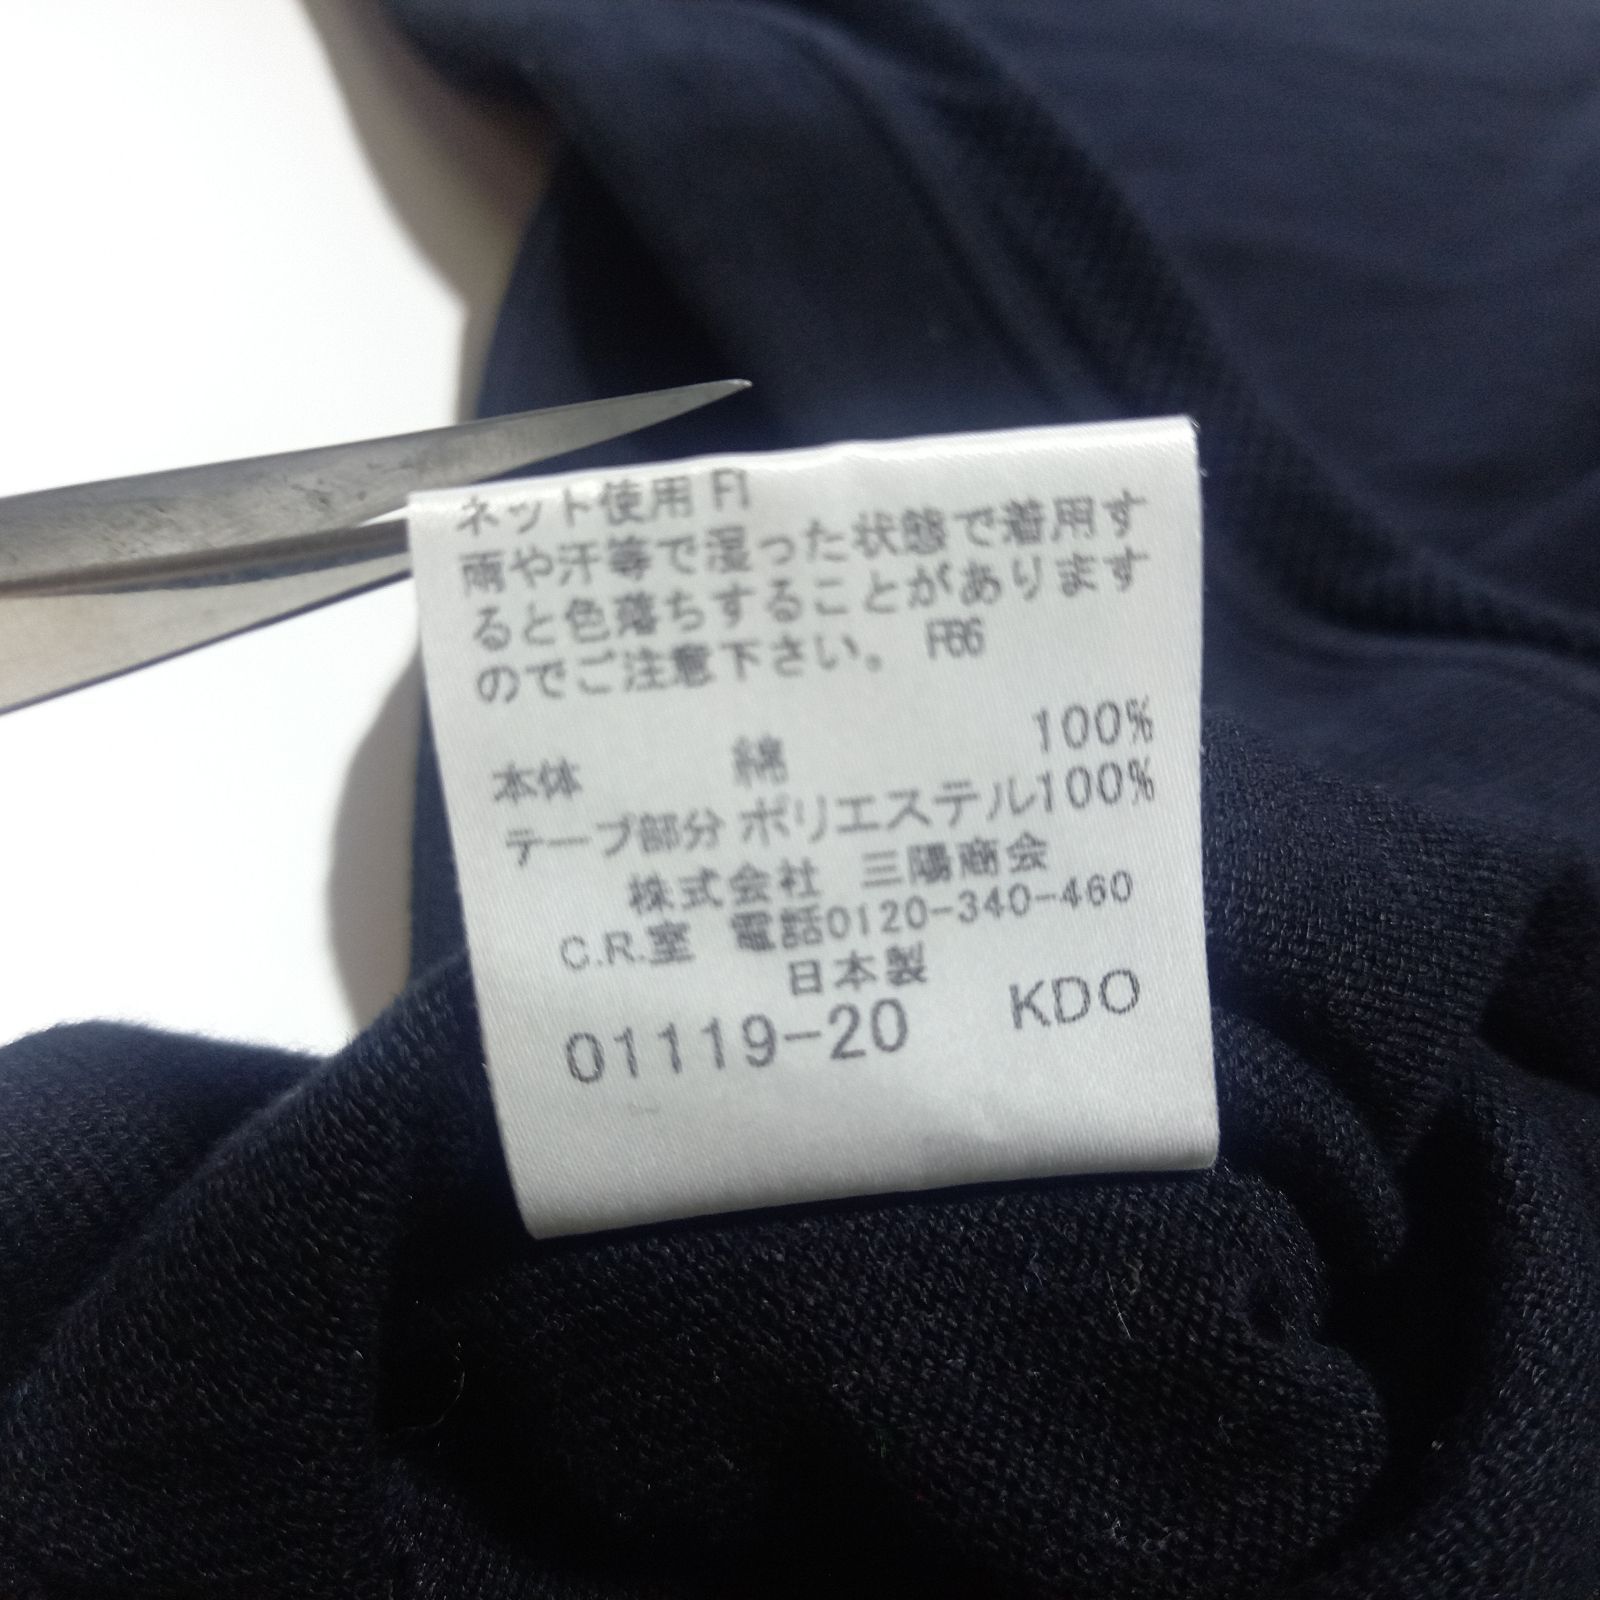 ネット使用 F1
雨や汗等で湿った状態で着用す
ると色落ちすることがあります
のでご注意下さい。 FB6
本体 綿 100%
テープ部分 ポリエステル100%
株式会社 三陽商会
C.R.室 電話0120-340-460
日本製
01119-20 KDO